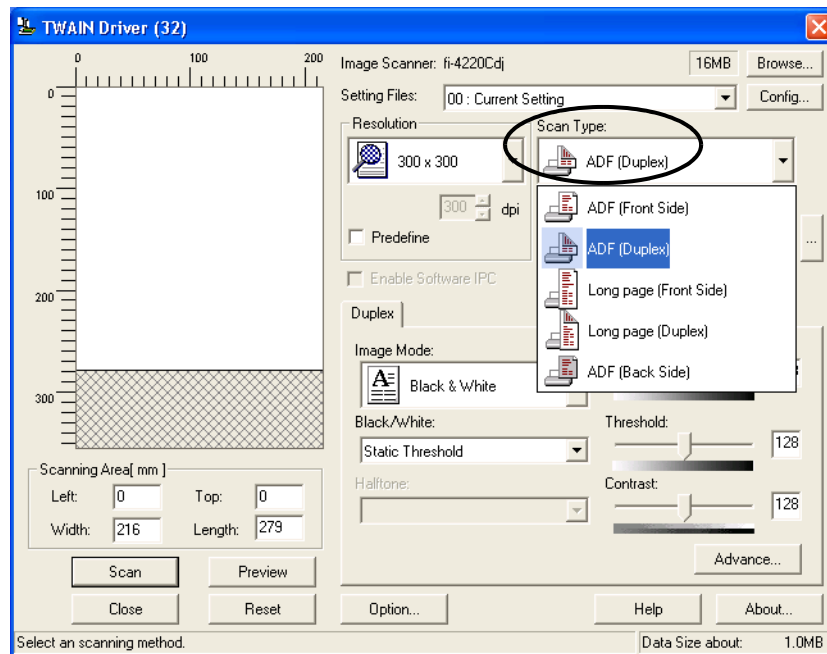 TWAIN Driver (32)
0 100 200
0
100
200
300
Image Scanner: fi-4220Cdj 16MB Browse...
Setting Files: 00 : Current Setting Config...
Resolution
300 x 300
300 dpi
Predefine
Scan Type:
ADF (Duplex)
ADF (Front Side)
ADF (Duplex)
Long page (Front Side)
Long page (Duplex)
ADF (Back Side)
...
Enable Software IPC
Duplex
Image Mode:
Black & White
Black/White:
Static Threshold
Halftone:
Threshold:
128
Contrast:
128
Advance...
Scanning Area[ mm ]
Left: 0 Top: 0
Width: 216 Length: 279
Scan Preview
Close Reset Option... Help About...
Select an scanning method. Data Size about: 1.0MB